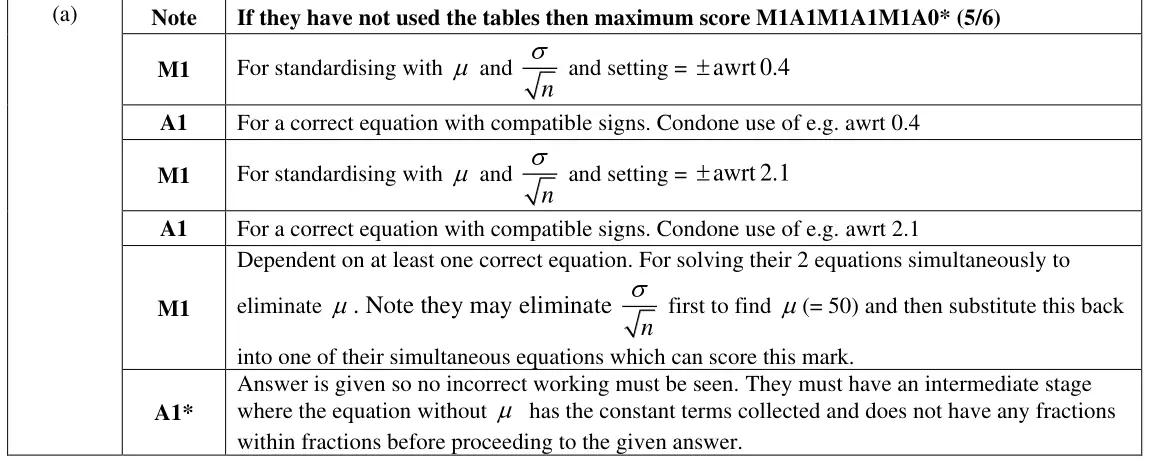 (a) Note If they have not used the tables then maximum score M1A1M1A1M1A0* (5/6)
M1 For standardising with μ and σ/√n and setting = ±awrt 0.4
A1 For a correct equation with compatible signs. Condone use of e.g. awrt 0.4
M1 For standardising with μ and σ/√n and setting = ±awrt 2.1
A1 For a correct equation with compatible signs. Condone use of e.g. awrt 2.1
Dependent on at least one correct equation. For solving their 2 equations simultaneously to
M1 eliminate μ. Note they may eliminate σ/√n first to find μ (= 50) and then substitute this back
into one of their simultaneous equations which can score this mark.
Answer is given so no incorrect working must be seen. They must have an intermediate stage
A1* where the equation without μ has the constant terms collected and does not have any fractions
within fractions before proceeding to the given answer.